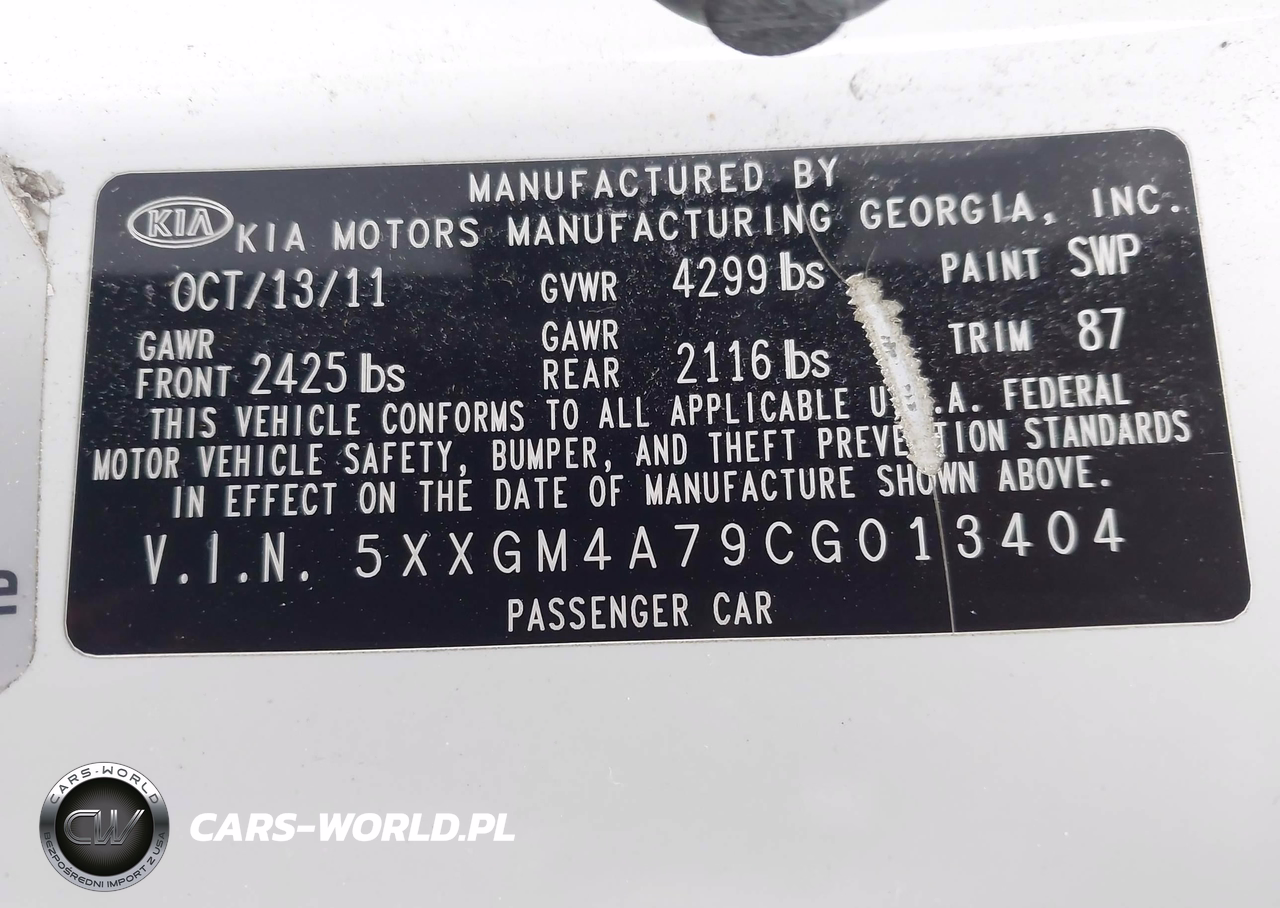 MANUFACTURED BY
KIA KIA MOTORS MANUFACTURING GEORGIA, INC.
OCT/13/11 GVWR 4299 lbs PAINT SWP
GAWR FRONT 2425 lbs GAWR REAR 2116 lbs TRIM 87
THIS VEHICLE CONFORMS TO ALL APPLICABLE U .A. FEDERAL
MOTOR VEHICLE SAFETY, BUMPER, AND THEFT PREVENTION STANDARDS
IN EFFECT ON THE DATE OF MANUFACTURE SHOWN ABOVE.
V.I.N. 5XXGM4A79CG013404
PASSENGER CAR
CARS-WORLD
CW
BEZPOŚREDNI IMPORT Z USA
CARS-WORLD.PL